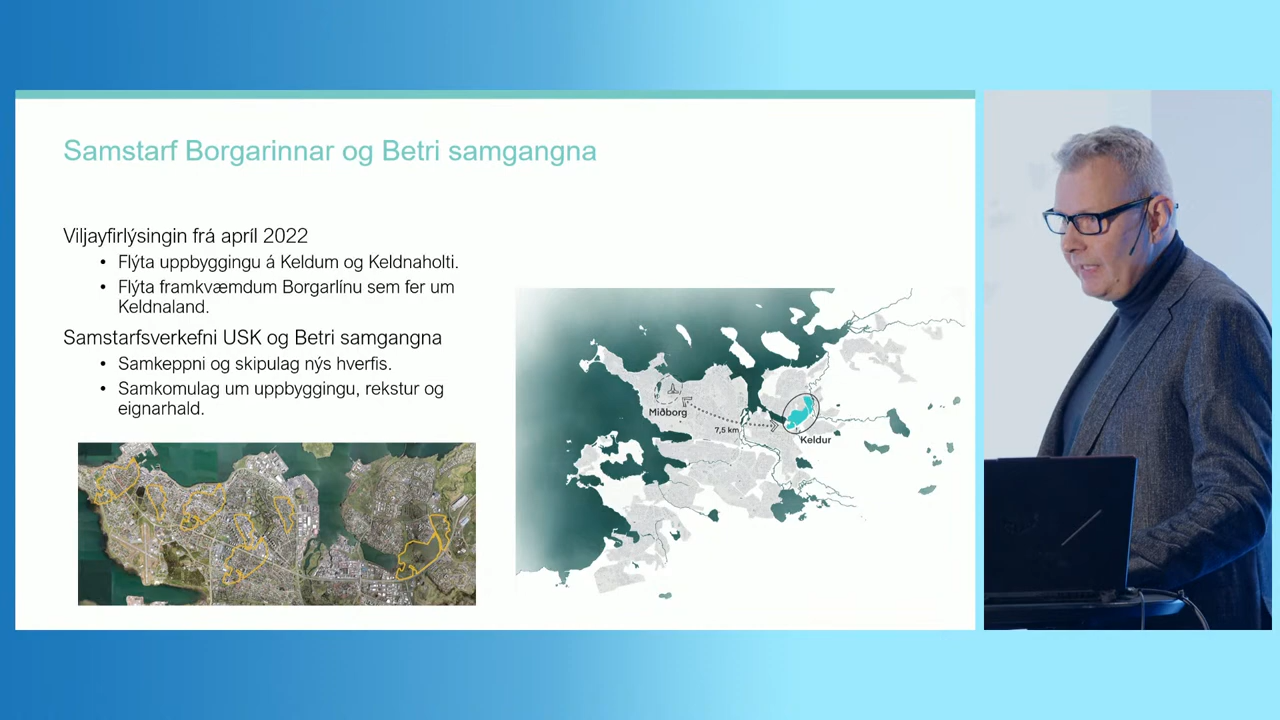 Samstarf Borgarinnar og Betri samgangna
Viljayfirlýsingin frá apríl 2022
• Flýta uppbyggingu á Keldum og Keldnaholti.
• Flýta framkvæmdum Borgarlínu sem fer um
Keldnaland.
Samstarfsverkefni USK og Betri samgangna
• Samkeppni og skipulag nýs hverfis.
• Samkomulag um uppbyggingu, rekstur og
eignarhald.
Miðborg
7,5 km
Keldur